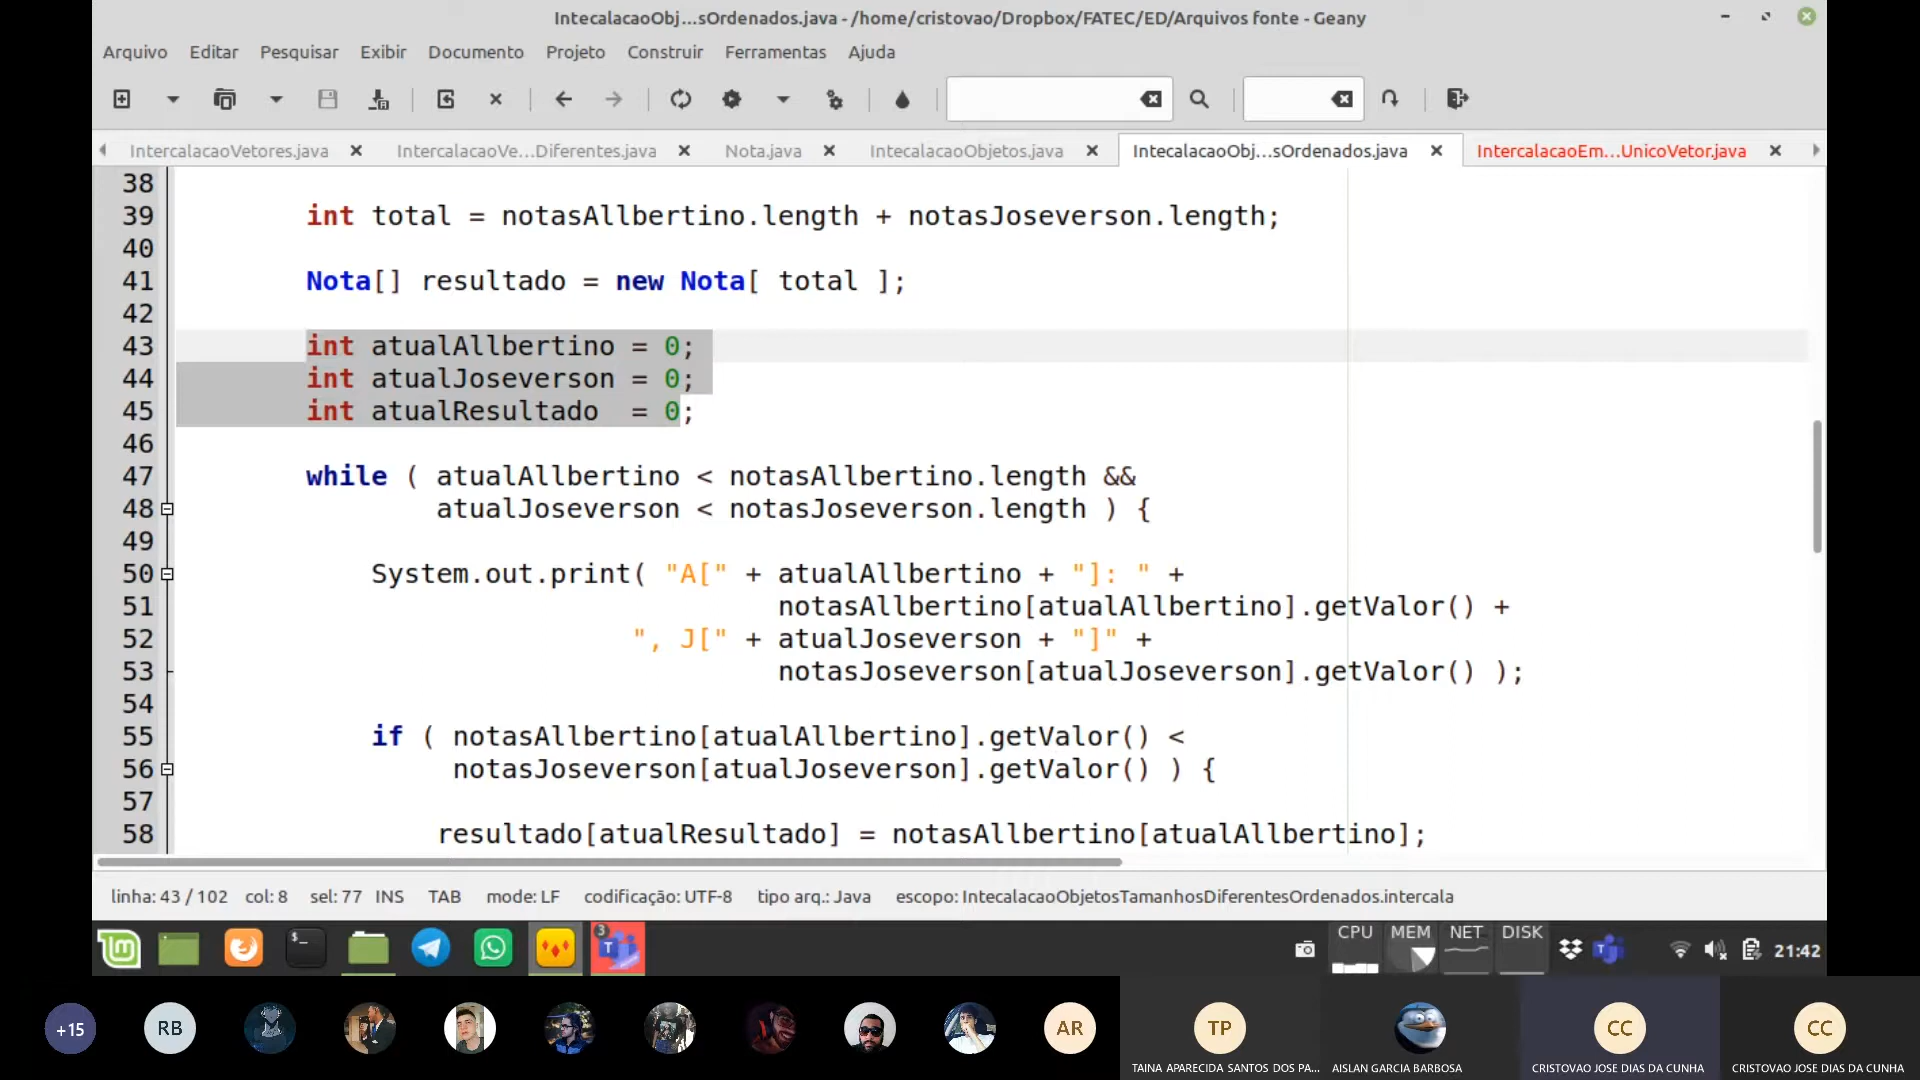 IntecalacaoObj...sOrdenados.java - /home/cristovao/Dropbox/FATEC/ED/Arquivos fonte - Geany
Arquivo Editar Pesquisar Exibir Documento Projeto Construir Ferramentas Ajuda
IntercalacaoVetores.java IntercalacaoVe...Diferentes.java Nota.java IntecalacaoObjetos.java IntecalacaoObj...sOrdenados.java IntercalacaoEm...UnicoVetor.java
38
39 int total = notasAllbertino.length + notasJoseverson.length;
40
41 Nota[] resultado = new Nota[ total ];
42
43 int atualAllbertino = 0;
44 int atualJoseverson = 0;
45 int atualResultado = 0;
46
47 while ( atualAllbertino < notasAllbertino.length &&
48 atualJoseverson < notasJoseverson.length ) {
49
50 System.out.print( "A[" + atualAllbertino + "]: " +
51 notasAllbertino[atualAllbertino].getValor() +
52 ", J[" + atualJoseverson + "]" +
53 notasJoseverson[atualJoseverson].getValor() );
54
55 if ( notasAllbertino[atualAllbertino].getValor() <
56 notasJoseverson[atualJoseverson].getValor() ) {
57
58 resultado[atualResultado] = notasAllbertino[atualAllbertino];
linha: 43 / 102 col: 8 sel: 77 INS TAB mode: LF codificação: UTF-8 tipo arq.: Java escopo: IntecalacaoObjetosTamanhosDiferentesOrdenados.intercala
3 CPU MEM NET DISK 21:42
+15 RB AR TP CC CC
TAINA APARECIDA SANTOS DOS PA... AISLAN GARCIA BARBOSA CRISTOVAO JOSE DIAS DA CUNHA CRISTOVAO JOSE DIAS DA CUNHA